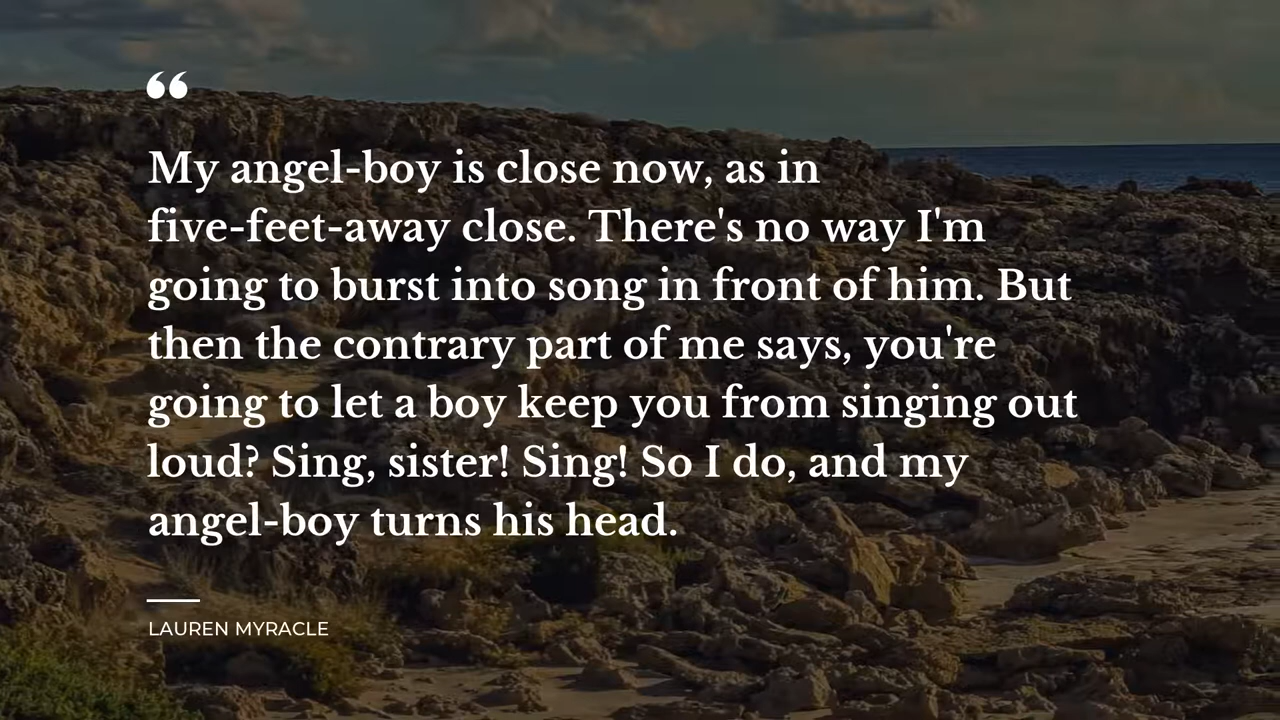 “
My angel-boy is close now, as in
five-feet-away close. There's no way I'm
going to burst into song in front of him. But
then the contrary part of me says, you're
going to let a boy keep you from singing out
loud? Sing, sister! Sing! So I do, and my
angel-boy turns his head.
LAUREN MYRACLE